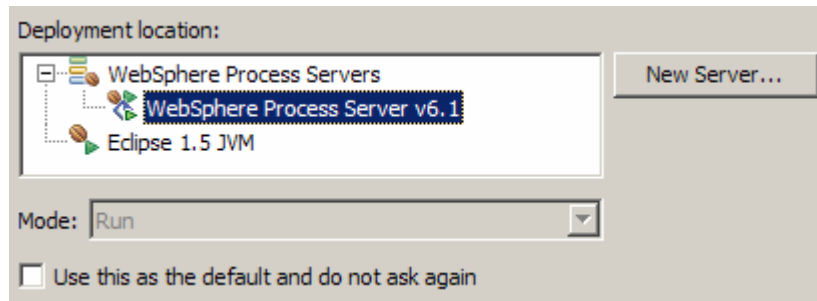 Deployment location:
WebSphere Process Servers
New Server...
WebSphere Process Server v6.1
Eclipse 1.5 JVM
Mode: Run
Use this as the default and do not ask again